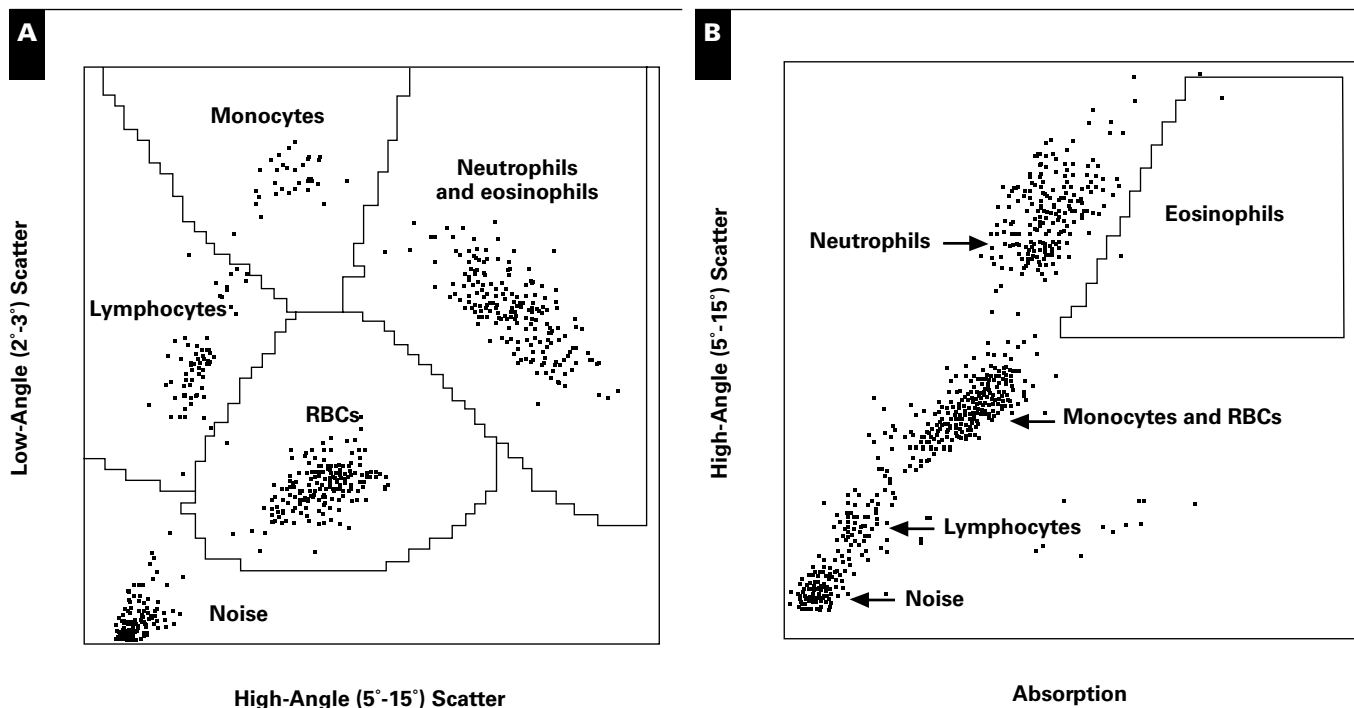 A
Monocytes
Neutrophils
and eosinophils
Lymphocytes
RBCs
Noise
Low-Angle (2˚-3˚) Scatter
High-Angle (5˚-15˚) Scatter
B
Neutrophils
Eosinophils
Monocytes and RBCs
Lymphocytes
Noise
High-Angle (5˚-15˚) Scatter
Absorption